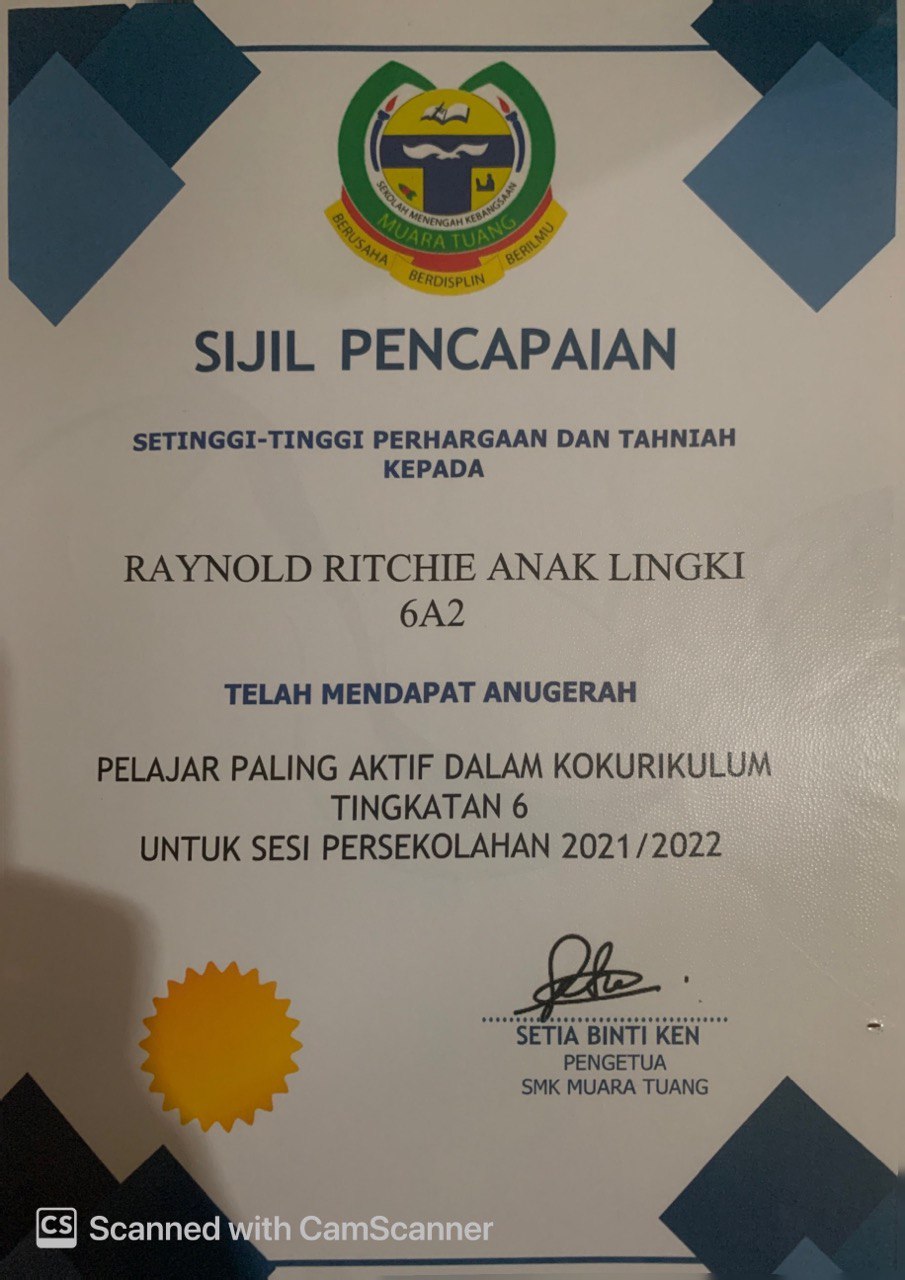 SEKOLAH MENENGAH KEBANGSAAN
MUARA TUANG
BERUSAHA
BERDISPLIN
BERILMU
SIJIL PENCAPAIAN
SETINGGI-TINGGI PERHARGAAN DAN TAHNIAH
KEPADA
RAYNOLD RITCHIE ANAK LINGKI
6A2
TELAH MENDAPAT ANUGERAH
PELAJAR PALING AKTIF DALAM KOKURIKULUM
TINGKATAN 6
UNTUK SESI PERSEKOLAHAN 2021/2022
SETIA BINTI KEN
PENGETUA
SMK MUARA TUANG
CS Scanned with CamScanner